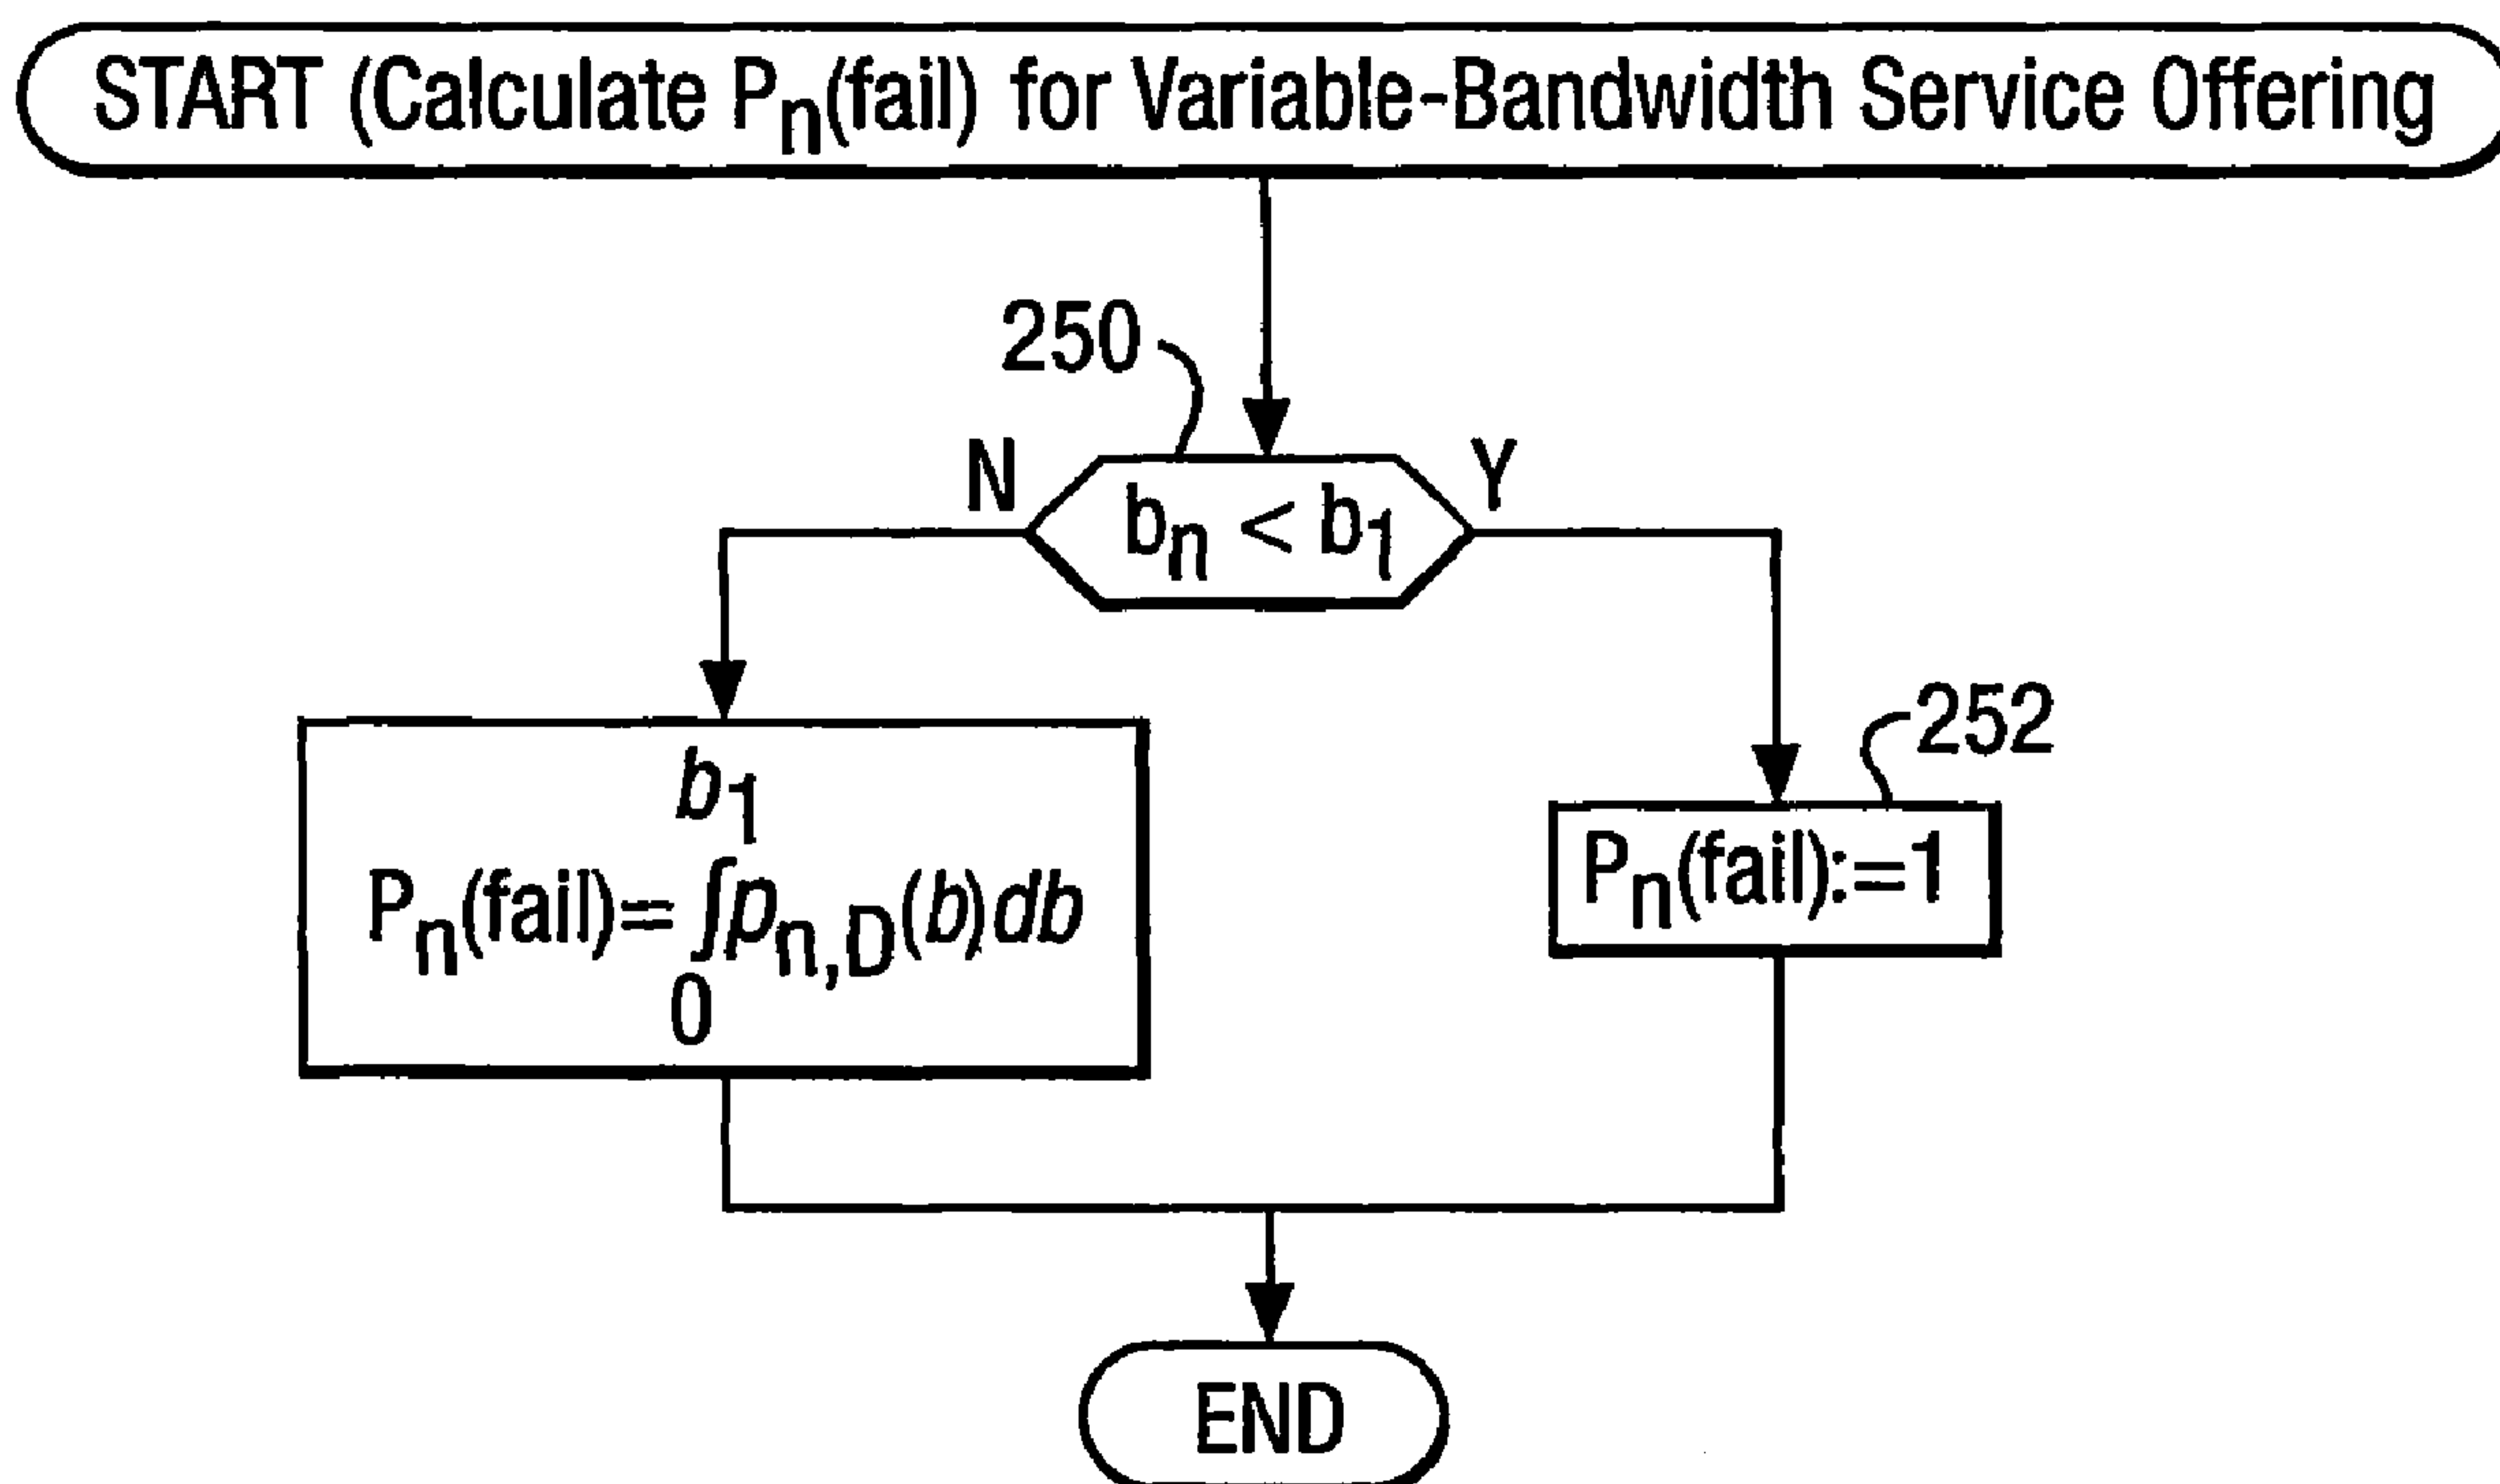 START (Calculate Pn(fail) for Variable-Bandwidth Service Offering
250
N
Y
bn < b1
252
b1
Pn(fail)=∫ρn,D(b)db
0
Pn(fail):=1
END